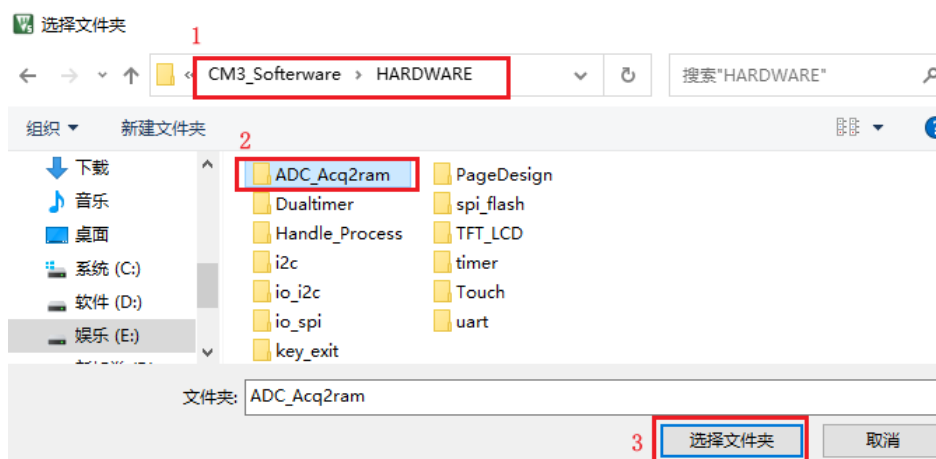 选择文件夹
1
« CM3_Softerware › HARDWARE
搜索"HARDWARE"
组织 新建文件夹
2
下载
音乐
桌面
系统 (C:)
软件 (D:)
娱乐 (E:)
ADC_Acq2ram PageDesign
Dualtimer spi_flash
Handle_Process TFT_LCD
i2c timer
io_i2c Touch
io_spi uart
key_exit
文件夹: ADC_Acq2ram
3 选择文件夹 取消